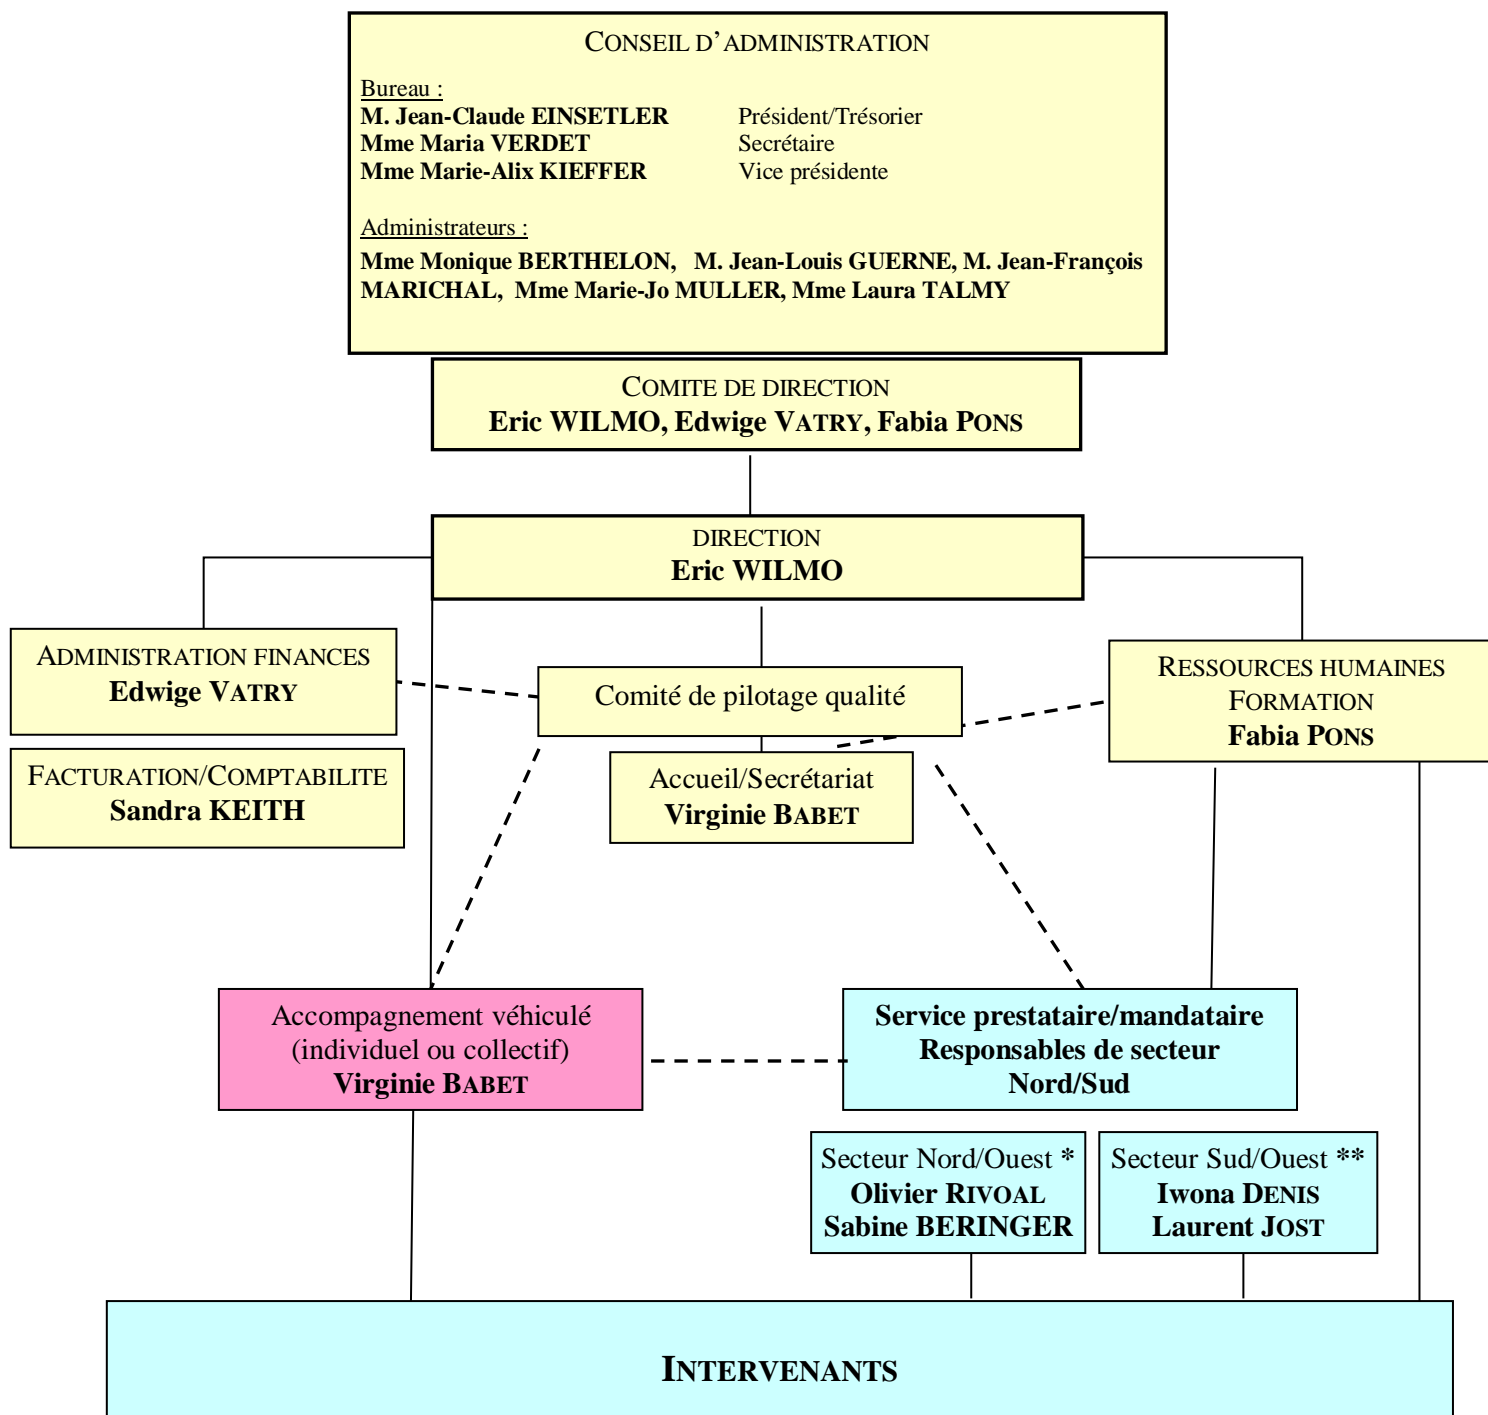 CONSEIL D'ADMINISTRATION
Bureau :
M. Jean-Claude EINSETLER Président/Trésorier
Mme Maria VERDET Secrétaire
Mme Marie-Alix KIEFFER Vice présidente
Administrateurs :
Mme Monique BERTHELON, M. Jean-Louis GUERNE, M. Jean-François
MARICHAL, Mme Marie-Jo MULLER, Mme Laura TALMY
COMITE DE DIRECTION
Eric WILMO, Edwige VATRY, Fabia PONS
DIRECTION
Eric WILMO
ADMINISTRATION FINANCES
Edwige VATRY
Comité de pilotage qualité
RESSOURCES HUMAINES
FORMATION
Fabia PONS
FACTURATION/COMPTABILITE
Sandra KEITH
Accueil/Secrétariat
Virginie BABET
Accompagnement véhiculé
(individuel ou collectif)
Virginie BABET
Service prestataire/mandataire
Responsables de secteur
Nord/Sud
Secteur Nord/Ouest *
Olivier RIVOAL
Sabine BERINGER
Secteur Sud/Ouest **
Iwona DENIS
Laurent JOST
INTERVENANTS